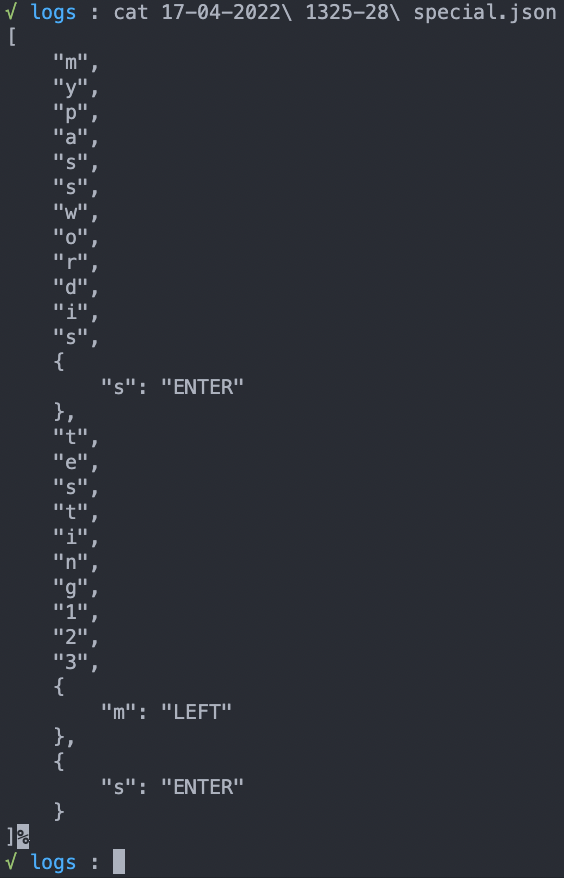 √ logs : cat 17-04-2022\ 1325-28\ special.json
[
    "m",
    "y",
    "p",
    "a",
    "s",
    "s",
    "w",
    "o",
    "r",
    "d",
    "i",
    "s",
    {
        "s": "ENTER"
    },
    "t",
    "e",
    "s",
    "t",
    "i",
    "n",
    "g",
    "1",
    "2",
    "3",
    {
        "m": "LEFT"
    },
    {
        "s": "ENTER"
    }
]%
√ logs :